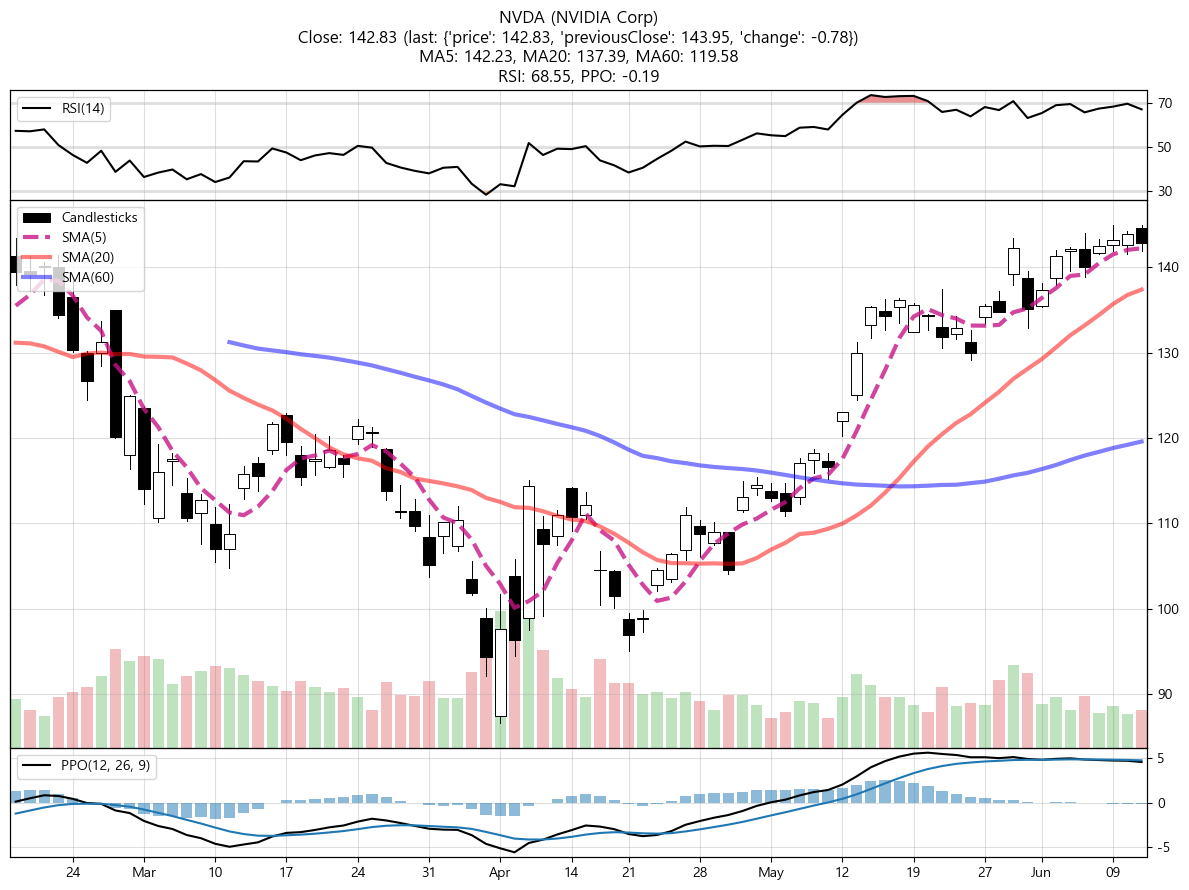 NVDA (NVIDIA Corp)
Close: 142.83 (last: {'price': 142.83, 'previousClose': 143.95, 'change': -0.78})
MA5: 142.23, MA20: 137.39, MA60: 119.58
RSI: 68.55, PPO: -0.19
RSI(14)
70
50
30
Candlesticks
SMA(5)
SMA(20)
SMA(60)
140
130
120
110
100
90
PPO(12, 26, 9)
5
0
-5
24 Mar 10 17 24 31 Apr 14 21 28 May 12 19 27 Jun 09